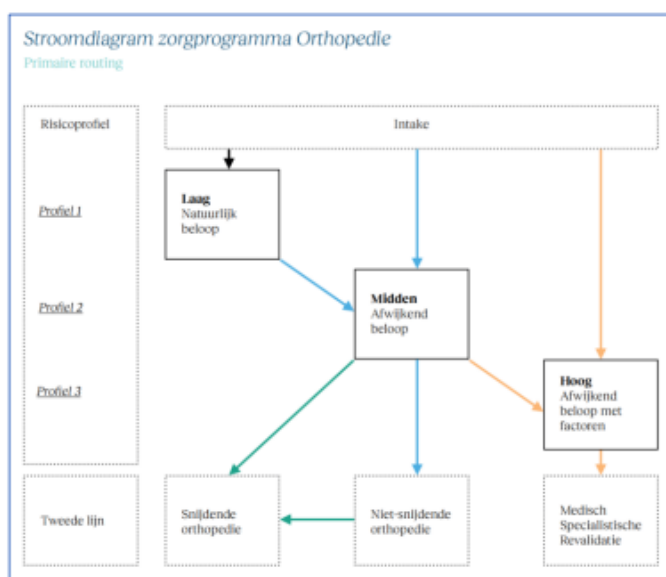 Stroomdiagram zorgprogramma Orthopedie
Primaire routing
Risicoprofiel
Intake
Profiel 1
Laag
Natuurlijk
beloop
Profiel 2
Midden
Afwijkend
beloop
Profiel 3
Hoog
Afwijkend
beloop met
factoren
Tweede lijn
Snijdende
orthopedie
Niet-snijdende
orthopedie
Medisch
Specialistische
Revalidatie